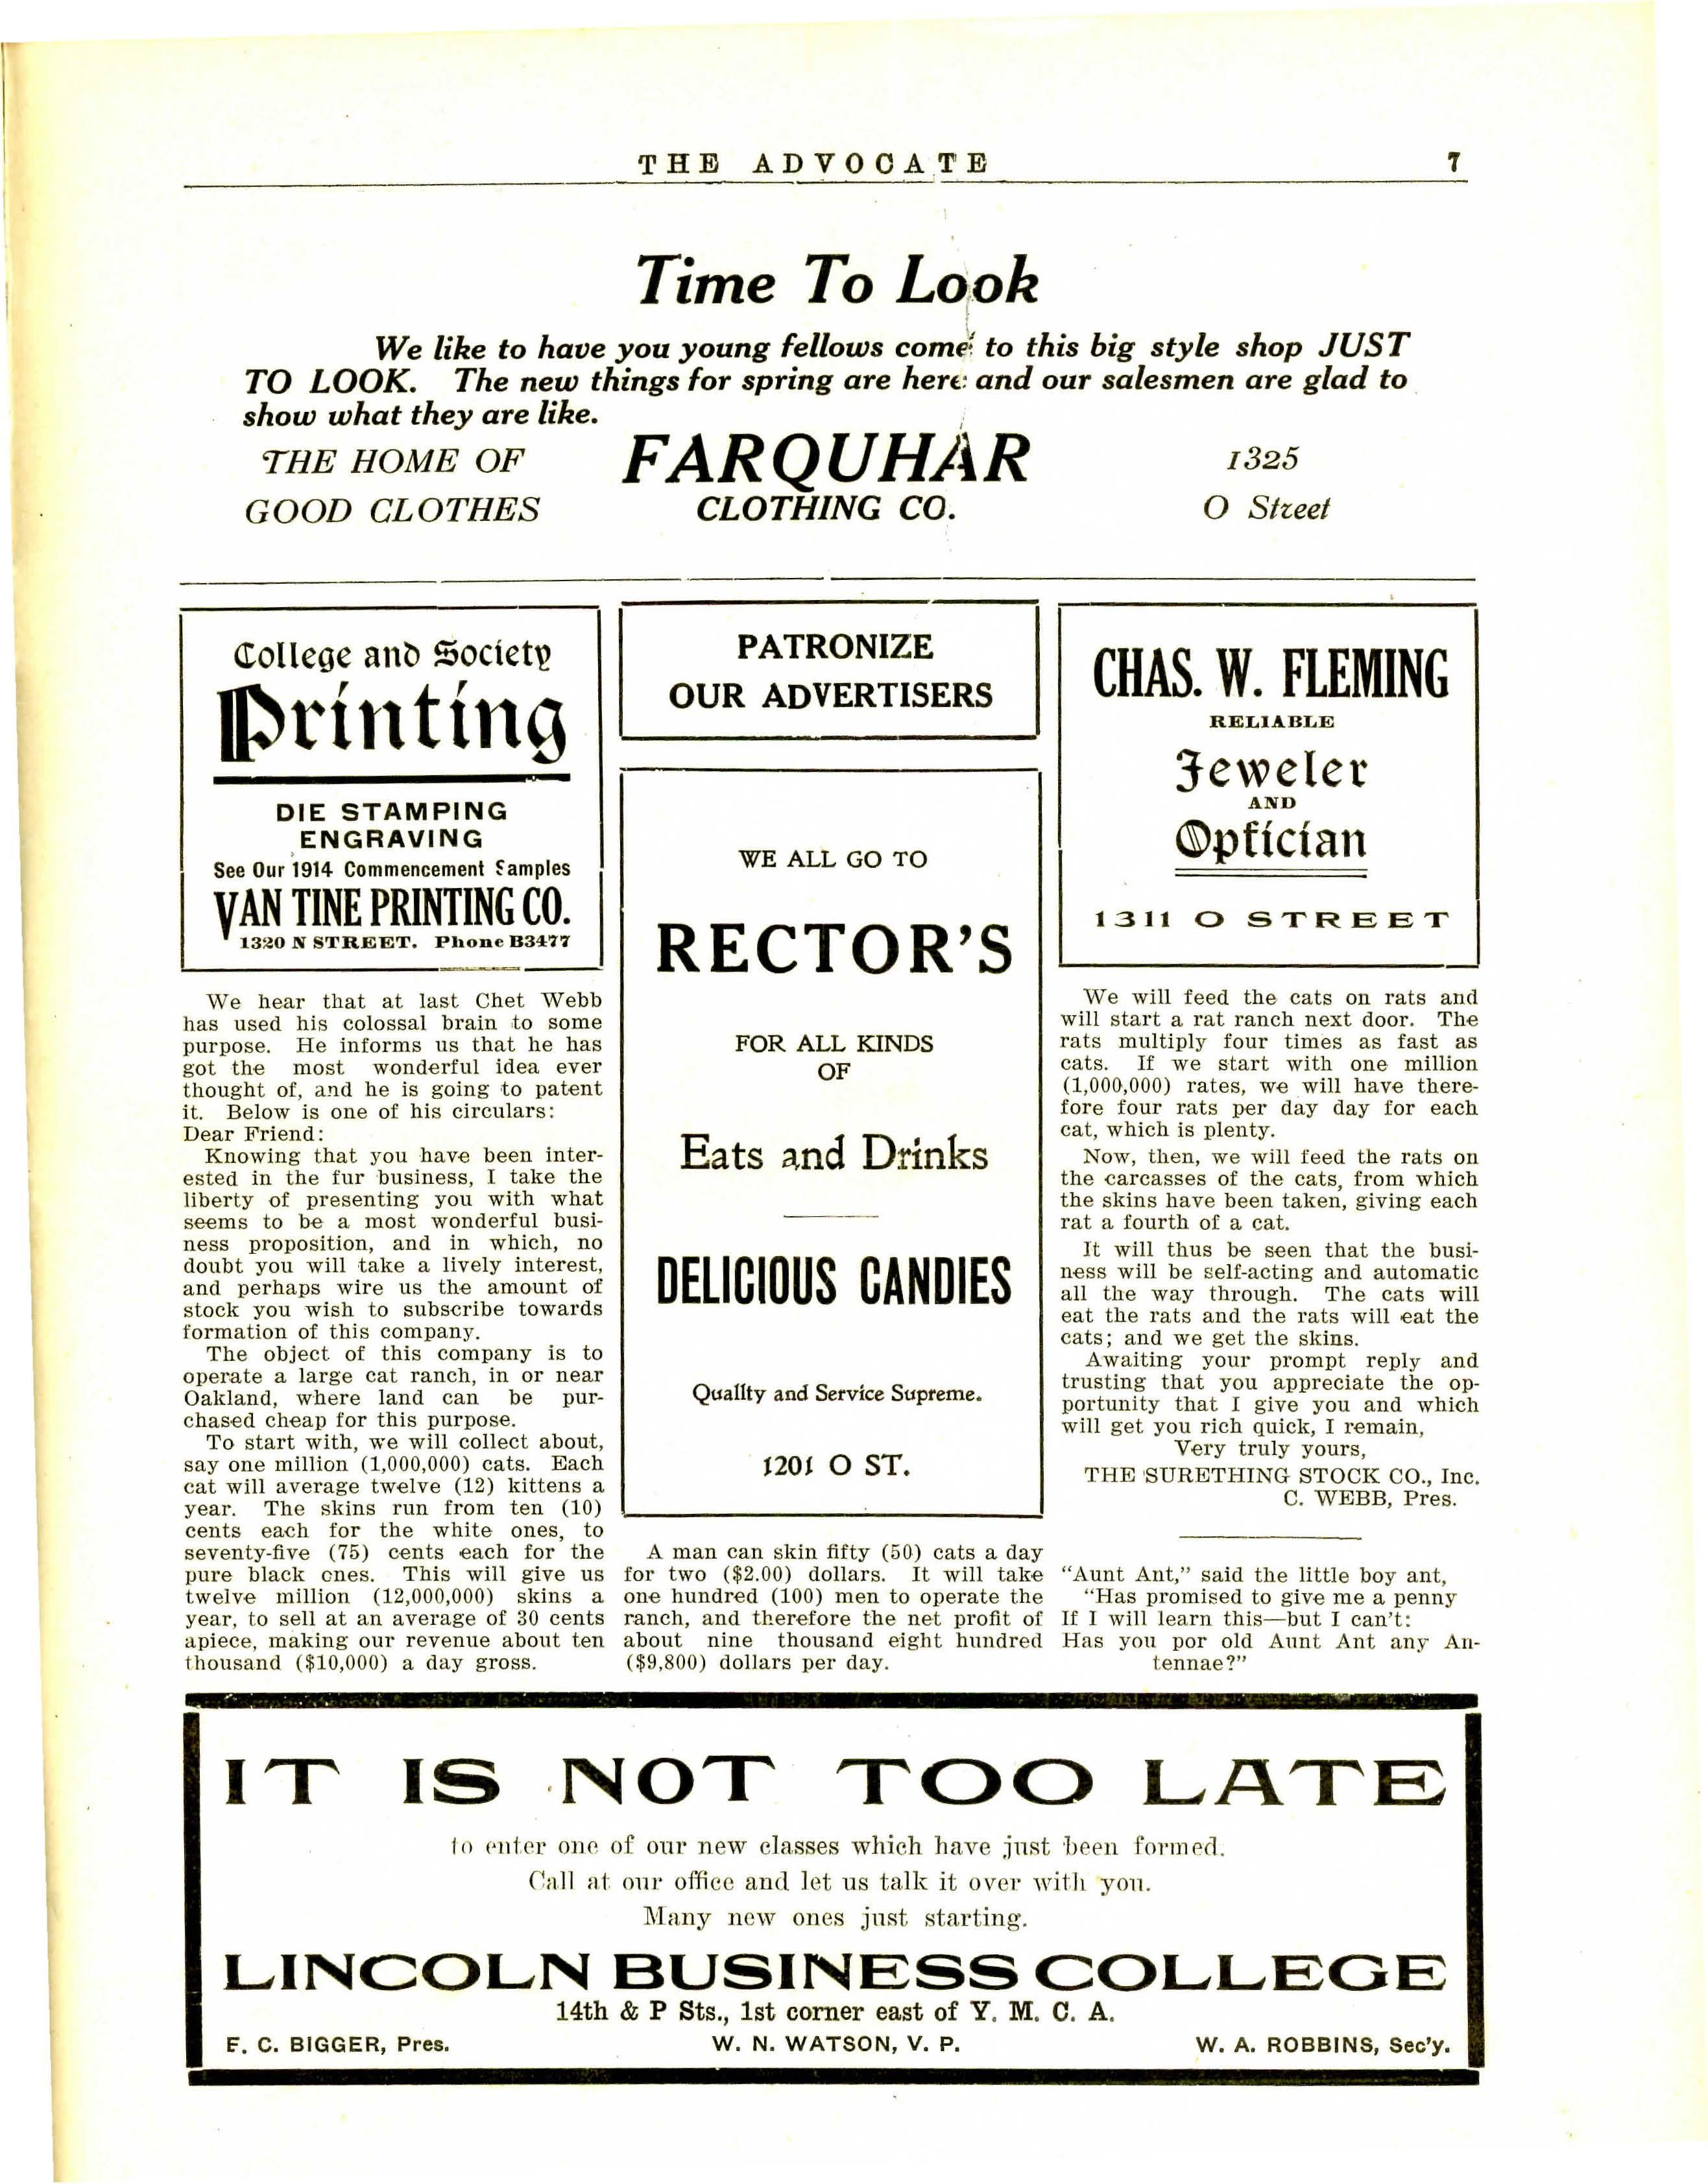 THE ADVOCATE 7
Time To Look
We like to have you young fellows come to this big style shop JUST
TO LOOK. The new things for spring are here and our salesmen are glad to
show what they are like.
THE HOME OF
GOOD CLOTHES
FARQUHAR
CLOTHING CO.
1325
O Street
College and Society
Printing
DIE STAMPING
ENGRAVING
See Our 1914 Commencement Samples
VAN TINE PRINTING CO.
1320 N STREET. Phone B3477
We hear that at last Chet Webb
has used his colossal brain to some
purpose. He informs us that he has
got the most wonderful idea ever
thought of, and he is going to patent
it. Below is one of his circulars:
Dear Friend:
Knowing that you have been inter-
ested in the fur business, I take the
liberty of presenting you with what
seems to be a most wonderful busi-
ness proposition, and in which, no
doubt you will take a lively interest,
and perhaps wire us the amount of
stock you wish to subscribe towards
formation of this company.
The object of this company is to
operate a large cat ranch, in or near
Oakland, where land can be pur-
chased cheap for this purpose.
To start with, we will collect about,
say one million (1,000,000) cats. Each
cat will average twelve (12) kittens a
year. The skins run from ten (10)
cents each for the white ones, to
seventy-five (75) cents each for the
pure black ones. This will give us
twelve million (12,000,000) skins a
year, to sell at an average of 30 cents
apiece, making our revenue about ten
thousand ($10,000) a day gross.
PATRONIZE
OUR ADVERTISERS
WE ALL GO TO
RECTOR'S
FOR ALL KINDS
OF
Eats and Drinks
DELICIOUS CANDIES
Quality and Service Supreme.
1201 O ST.
A man can skin fifty (50) cats a day
for two ($2.00) dollars. It will take
one hundred (100) men to operate the
ranch, and therefore the net profit of
about nine thousand eight hundred
($9,800) dollars per day.
CHAS. W. FLEMING
RELIABLE
Jeweler
AND
Optician
1311 O STREET
We will feed the cats on rats and
will start a rat ranch next door. The
rats multiply four times as fast as
cats. If we start with one million
(1,000,000) rates, we will have there-
fore four rats per day day for each
cat, which is plenty.
Now, then, we will feed the rats on
the carcasses of the cats, from which
the skins have been taken, giving each
rat a fourth of a cat.
It will thus be seen that the busi-
ness will be self-acting and automatic
all the way through. The cats will
eat the rats and the rats will eat the
cats; and we get the skins.
Awaiting your prompt reply and
trusting that you appreciate the op-
portunity that I give you and which
will get you rich quick, I remain,
Very truly yours,
THE SURETHING STOCK CO., Inc.
C. WEBB, Pres.
"Aunt Ant," said the little boy ant,
"Has promised to give me a penny
If I will learn this—but I can't:
Has you por old Aunt Ant any An-
tennae?"
IT IS NOT TOO LATE
to enter one of our new classes which have just been formed.
Call at our office and let us talk it over with you.
Many new ones just starting.
LINCOLN BUSINESS COLLEGE
14th & P Sts., 1st corner east of Y. M. C. A.
F. C. BIGGER, Pres. W. N. WATSON, V. P. W. A. ROBBINS, Sec'y.